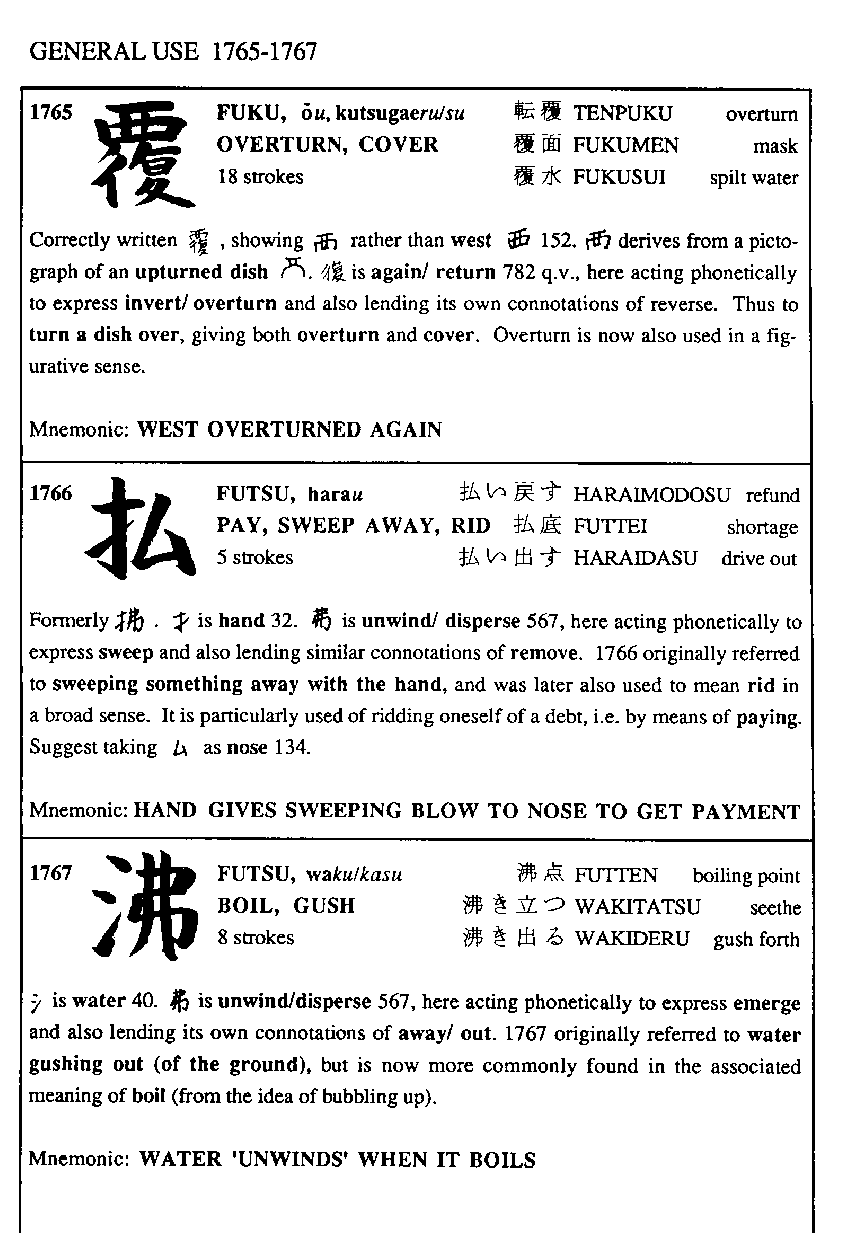 GENERAL USE 1765-1767
1765 覆 FUKU, ōu, kutsugaeru/su 転覆 TENPUKU overturn
OVERTURN, COVER 覆面 FUKUMEN mask
18 strokes 覆水 FUKUSUI spilt water
Correctly written 覆, showing 襾 rather than west 西 152. 襾 derives from a picto-
graph of an upturned dish. 復 is again/ return 782 q.v., here acting phonetically
to express invert/ overturn and also lending its own connotations of reverse. Thus to
turn a dish over, giving both overturn and cover. Overturn is now also used in a fig-
urative sense.
Mnemonic: WEST OVERTURNED AGAIN
1766 払 FUTSU, harau 払い戻す HARAIMODOSU refund
PAY, SWEEP AWAY, RID 払底 FUTTEI shortage
5 strokes 払い出す HARAIDASU drive out
Formerly 拂. 扌 is hand 32. 弗 is unwind/ disperse 567, here acting phonetically to
express sweep and also lending similar connotations of remove. 1766 originally referred
to sweeping something away with the hand, and was later also used to mean rid in
a broad sense. It is particularly used of ridding oneself of a debt, i.e. by means of paying.
Suggest taking ム as nose 134.
Mnemonic: HAND GIVES SWEEPING BLOW TO NOSE TO GET PAYMENT
1767 沸 FUTSU, waku/kasu 沸点 FUTTEN boiling point
BOIL, GUSH 沸き立つ WAKITATSU seethe
8 strokes 沸き出る WAKIDERU gush forth
氵 is water 40. 弗 is unwind/disperse 567, here acting phonetically to express emerge
and also lending its own connotations of away/ out. 1767 originally referred to water
gushing out (of the ground), but is now more commonly found in the associated
meaning of boil (from the idea of bubbling up).
Mnemonic: WATER 'UNWINDS' WHEN IT BOILS